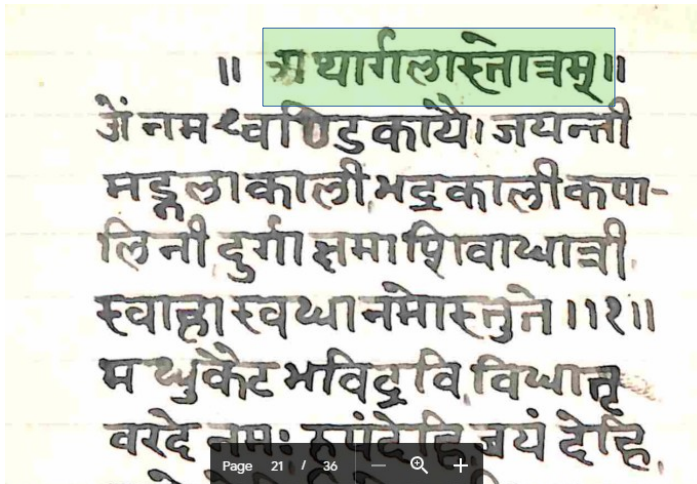 ॥ अथार्गलास्तोत्रम् ॥
ओं नमश्चण्डिकायै । जयन्ती
मङ्गला काली भद्रकाली कपा-
लिनी दुर्गा क्षमा शिवा धात्री
स्वाहा स्वधा नमोस्तुते ॥१॥
मधुकैटभविद्रवि विधातृ
वरदे नमः रूपं देहि जयं देहि
Page 21 / 36